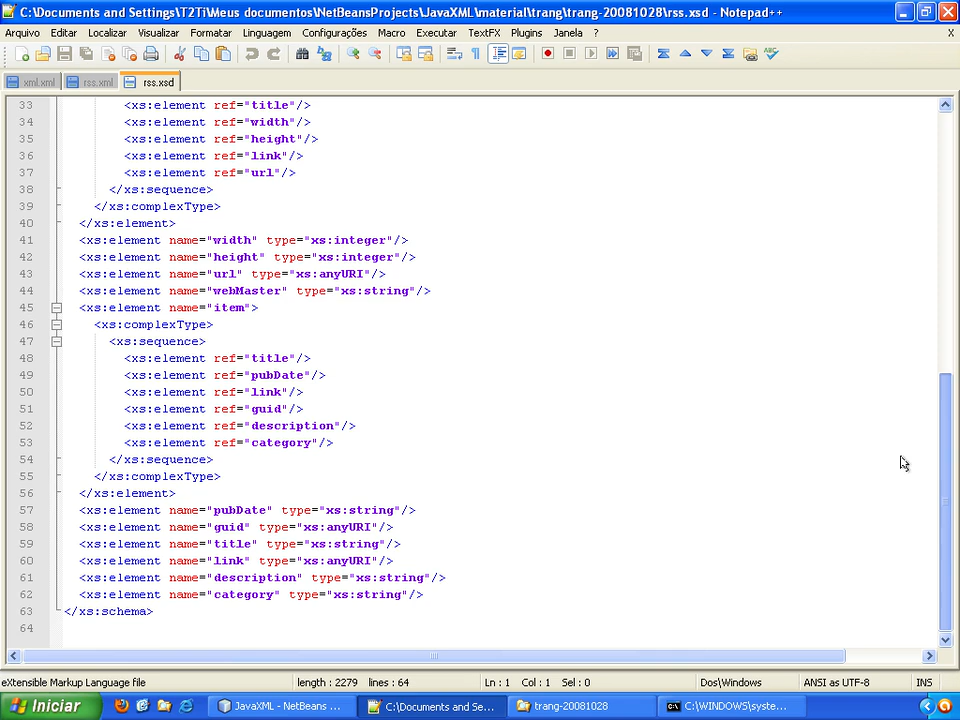 C:\Documents and Settings\T2Ti\Meus documentos\NetBeansProjects\JavaXML\material\trang\trang-20081028\rss.xsd - Notepad++
Arquivo Editar Localizar Visualizar Formatar Linguagem Configurações Macro Executar TextFX Plugins Janela ? X
xml.xml rss.xml rss.xsd
33 <xs:element ref="title"/>
34 <xs:element ref="width"/>
35 <xs:element ref="height"/>
36 <xs:element ref="link"/>
37 <xs:element ref="url"/>
38 </xs:sequence>
39 </xs:complexType>
40 </xs:element>
41 <xs:element name="width" type="xs:integer"/>
42 <xs:element name="height" type="xs:integer"/>
43 <xs:element name="url" type="xs:anyURI"/>
44 <xs:element name="webMaster" type="xs:string"/>
45 <xs:element name="item">
46 <xs:complexType>
47 <xs:sequence>
48 <xs:element ref="title"/>
49 <xs:element ref="pubDate"/>
50 <xs:element ref="link"/>
51 <xs:element ref="guid"/>
52 <xs:element ref="description"/>
53 <xs:element ref="category"/>
54 </xs:sequence>
55 </xs:complexType>
56 </xs:element>
57 <xs:element name="pubDate" type="xs:string"/>
58 <xs:element name="guid" type="xs:anyURI"/>
59 <xs:element name="title" type="xs:string"/>
60 <xs:element name="link" type="xs:anyURI"/>
61 <xs:element name="description" type="xs:string"/>
62 <xs:element name="category" type="xs:string"/>
63 </xs:schema>
64
eXtensible Markup Language file length : 2279 lines : 64 Ln : 1 Col : 1 Sel : 0 Dos\Windows ANSI as UTF-8 INS
Iniciar JavaXML - NetBeans ... C:\Documents and Se... trang-20081028 C:\WINDOWS\syste...